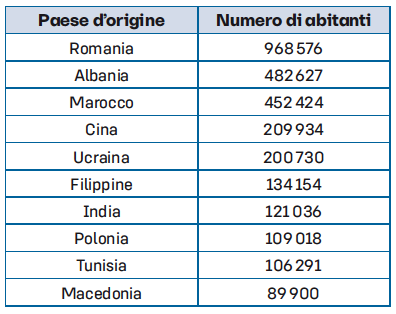 Paese d'origine Numero di abitanti
Romania 968 576
Albania 482 627
Marocco 452 424
Cina 209 934
Ucraina 200 730
Filippine 134 154
India 121 036
Polonia 109 018
Tunisia 106 291
Macedonia 89 900